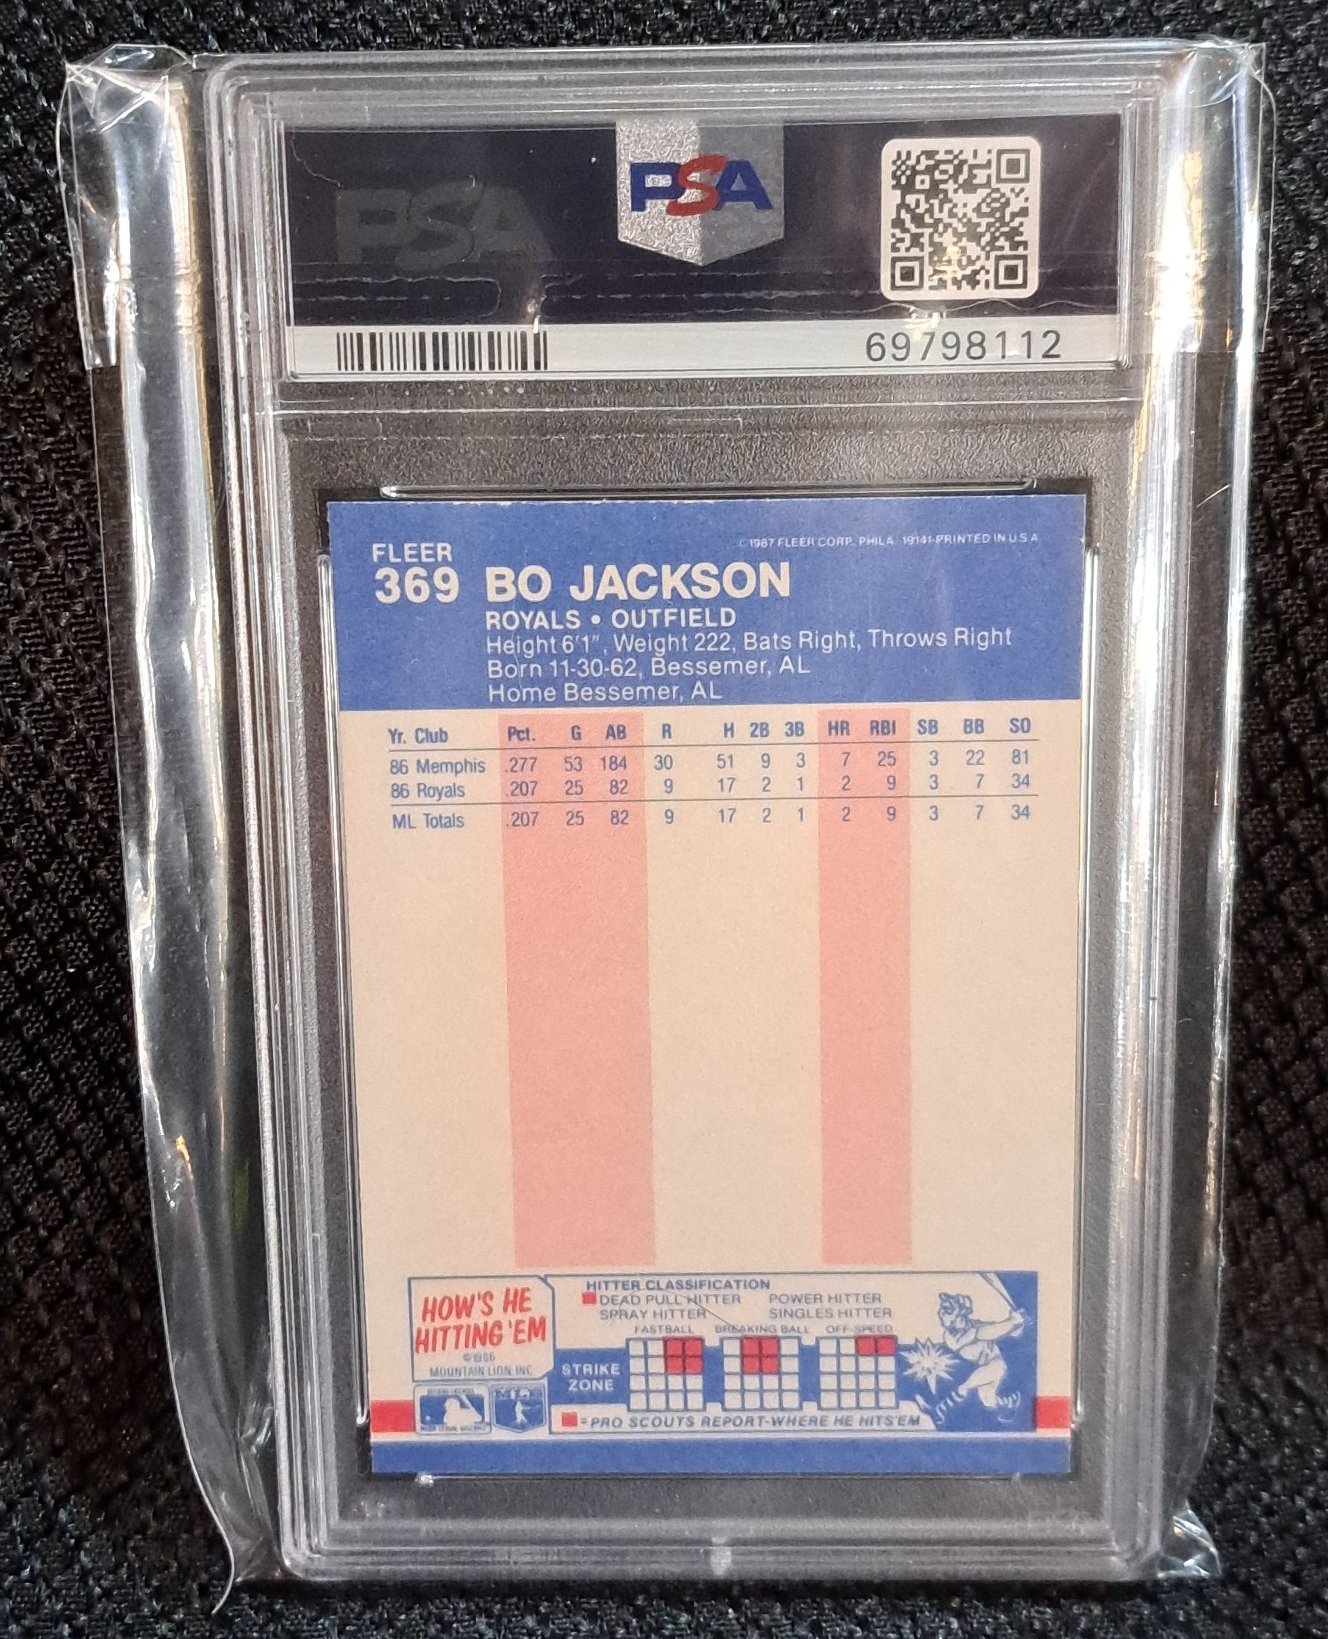 PSA
PSA
69798112
FLEER
©1987 FLEER CORP. PHILA. 19141-PRINTED IN U.S.A.
369 BO JACKSON
ROYALS • OUTFIELD
Height 6'1", Weight 222, Bats Right, Throws Right
Born 11-30-62, Bessemer, AL
Home Bessemer, AL
Yr. Club Pct. G AB R H 2B 3B HR RBI SB BB SO
86 Memphis .277 53 184 30 51 9 3 7 25 3 22 81
86 Royals .207 25 82 9 17 2 1 2 9 3 7 34
ML Totals .207 25 82 9 17 2 1 2 9 3 7 34
HOW'S HE
HITTING 'EM
©1986
MOUNTAIN LION, INC.
HITTER CLASSIFICATION
DEAD PULL HITTER POWER HITTER
SPRAY HITTER SINGLES HITTER
FASTBALL BREAKING BALL OFF-SPEED
STRIKE
ZONE
=PRO SCOUTS REPORT-WHERE HE HITS'EM